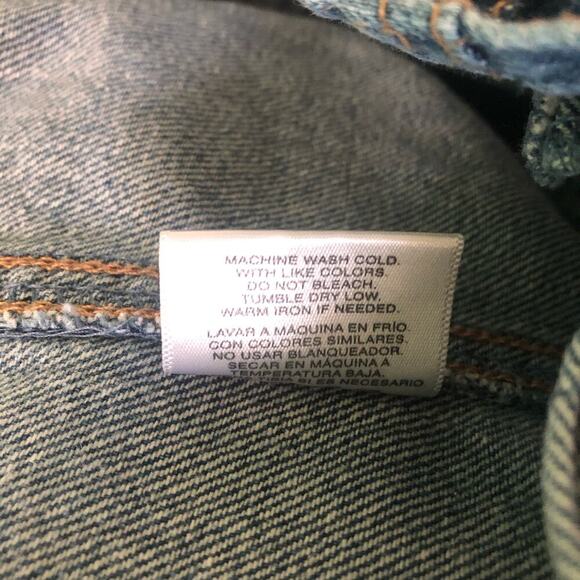 MACHINE WASH COLD.
WITH LIKE COLORS.
DO NOT BLEACH.
TUMBLE DRY LOW.
WARM IRON IF NEEDED.
LAVAR A MÁQUINA EN FRÍO.
CON COLORES SIMILARES.
NO USAR BLANQUEADOR.
SECAR EN MÁQUINA A
TEMPERATURA BAJA.
SI ES NECESARIO